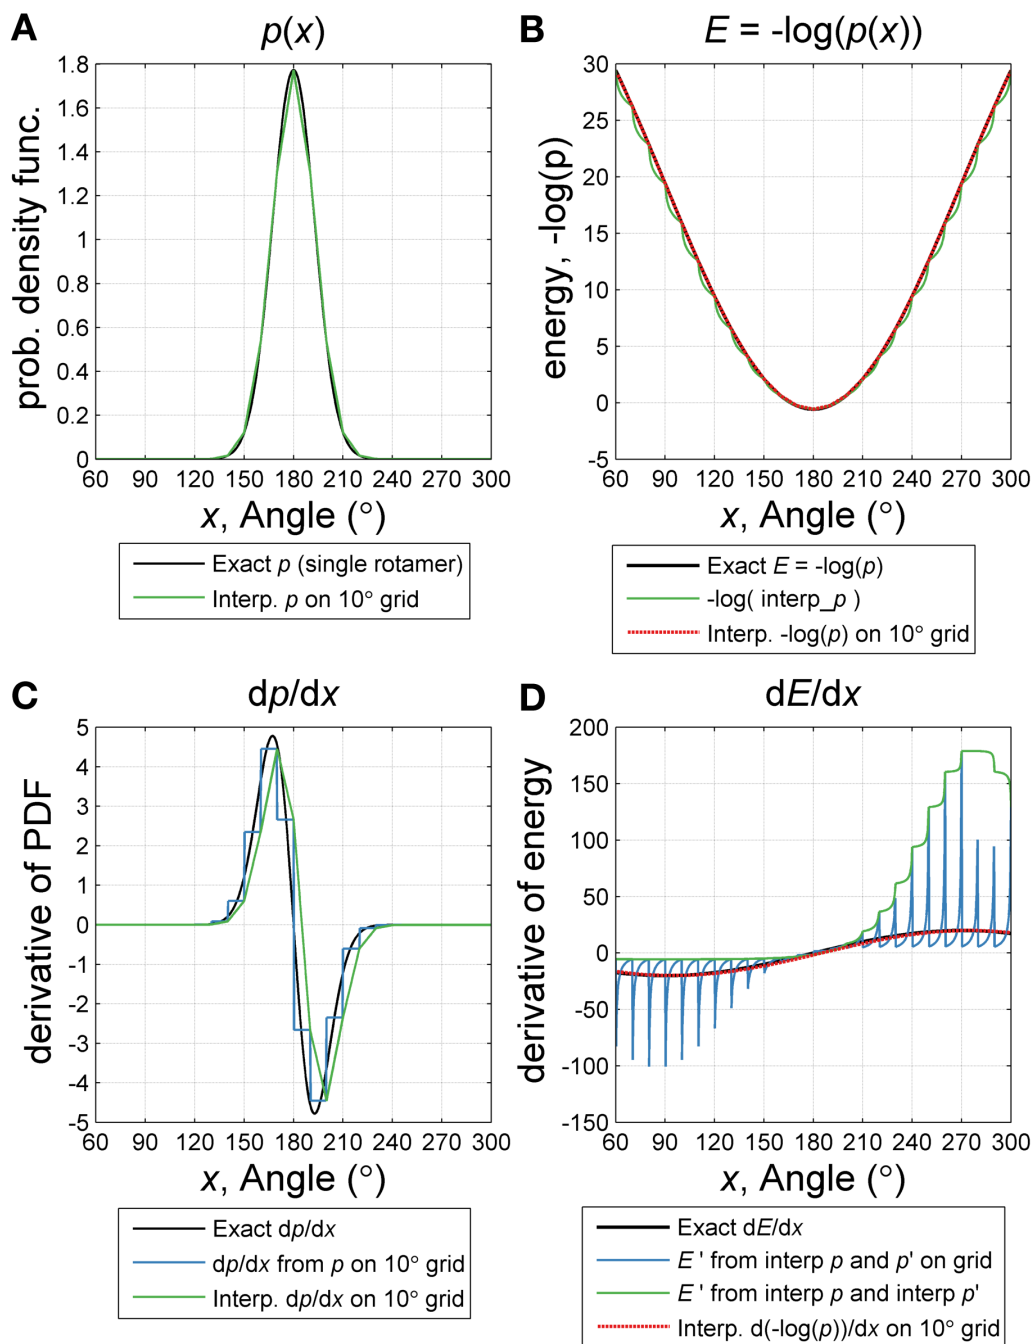 A
p(x)
prob. density func.
1.8
1.6
1.4
1.2
1
0.8
0.6
0.4
0.2
0
60 90 120 150 180 210 240 270 300
x, Angle (°)
Exact p (single rotamer)
Interp. p on 10° grid
B
E = -log(p(x))
energy, -log(p)
30
25
20
15
10
5
0
-5
60 90 120 150 180 210 240 270 300
x, Angle (°)
Exact E = -log(p)
-log( interp_p )
Interp. -log(p) on 10° grid
C
dp/dx
derivative of PDF
5
4
3
2
1
0
-1
-2
-3
-4
-5
60 90 120 150 180 210 240 270 300
x, Angle (°)
Exact dp/dx
dp/dx from p on 10° grid
Interp. dp/dx on 10° grid
D
dE/dx
derivative of energy
200
150
100
50
0
-50
-100
-150
60 90 120 150 180 210 240 270 300
x, Angle (°)
Exact dE/dx
E ' from interp p and p' on grid
E ' from interp p and interp p'
Interp. d(-log(p))/dx on 10° grid